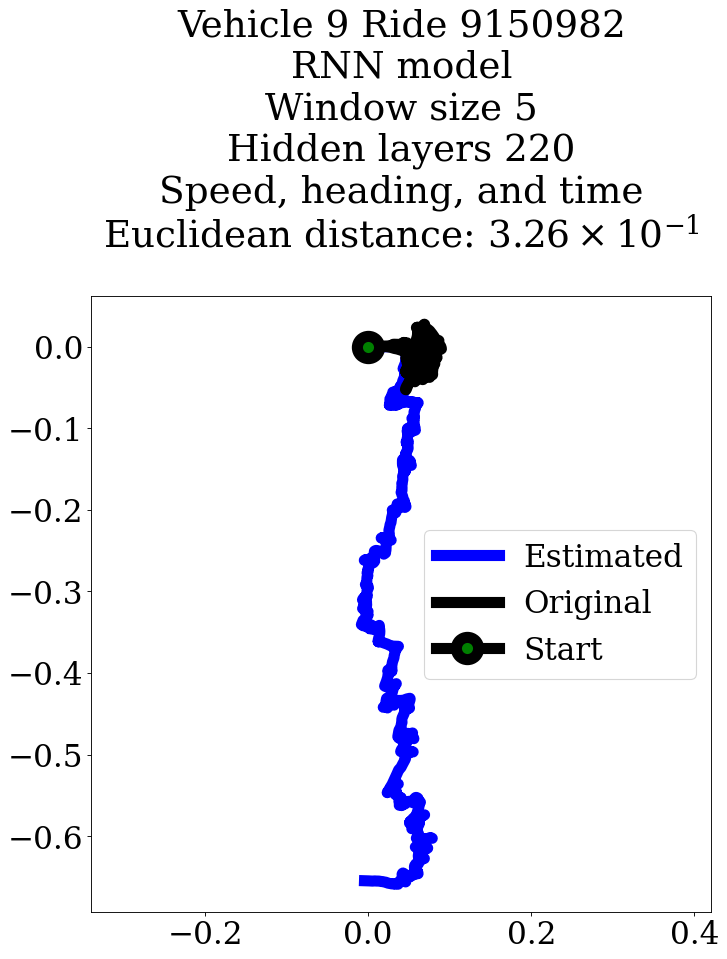 Vehicle 9 Ride 9150982
RNN model
Window size 5
Hidden layers 220
Speed, heading, and time
Euclidean distance: 3.26 × 10⁻¹
0.0
−0.1
−0.2
−0.3
−0.4
−0.5
−0.6
Estimated
Original
Start
−0.2
0.0
0.2
0.4